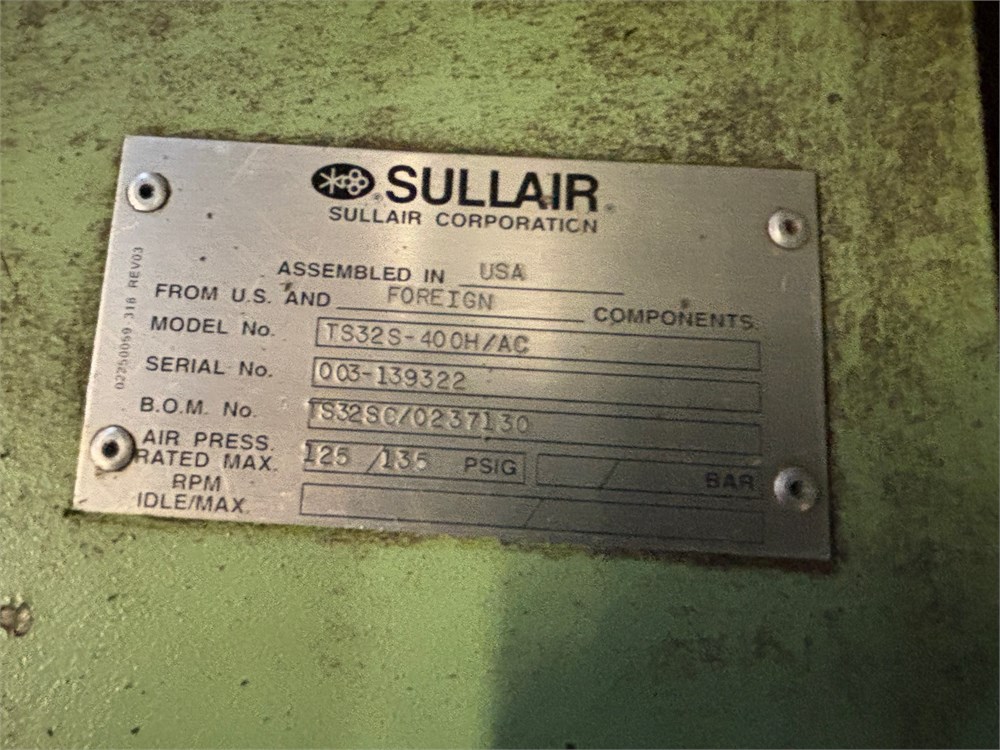 SULLAIR
SULLAIR CORPORATION
ASSEMBLED IN USA
FROM U.S. AND FOREIGN COMPONENTS.
MODEL No. TS32S-400H/AC
SERIAL No. 003-139322
B.O.M. No. TS32SC/0237130
AIR PRESS.
RATED MAX. 125 /135 PSIG / BAR
RPM
IDLE/MAX. /
02250059 318 REV03